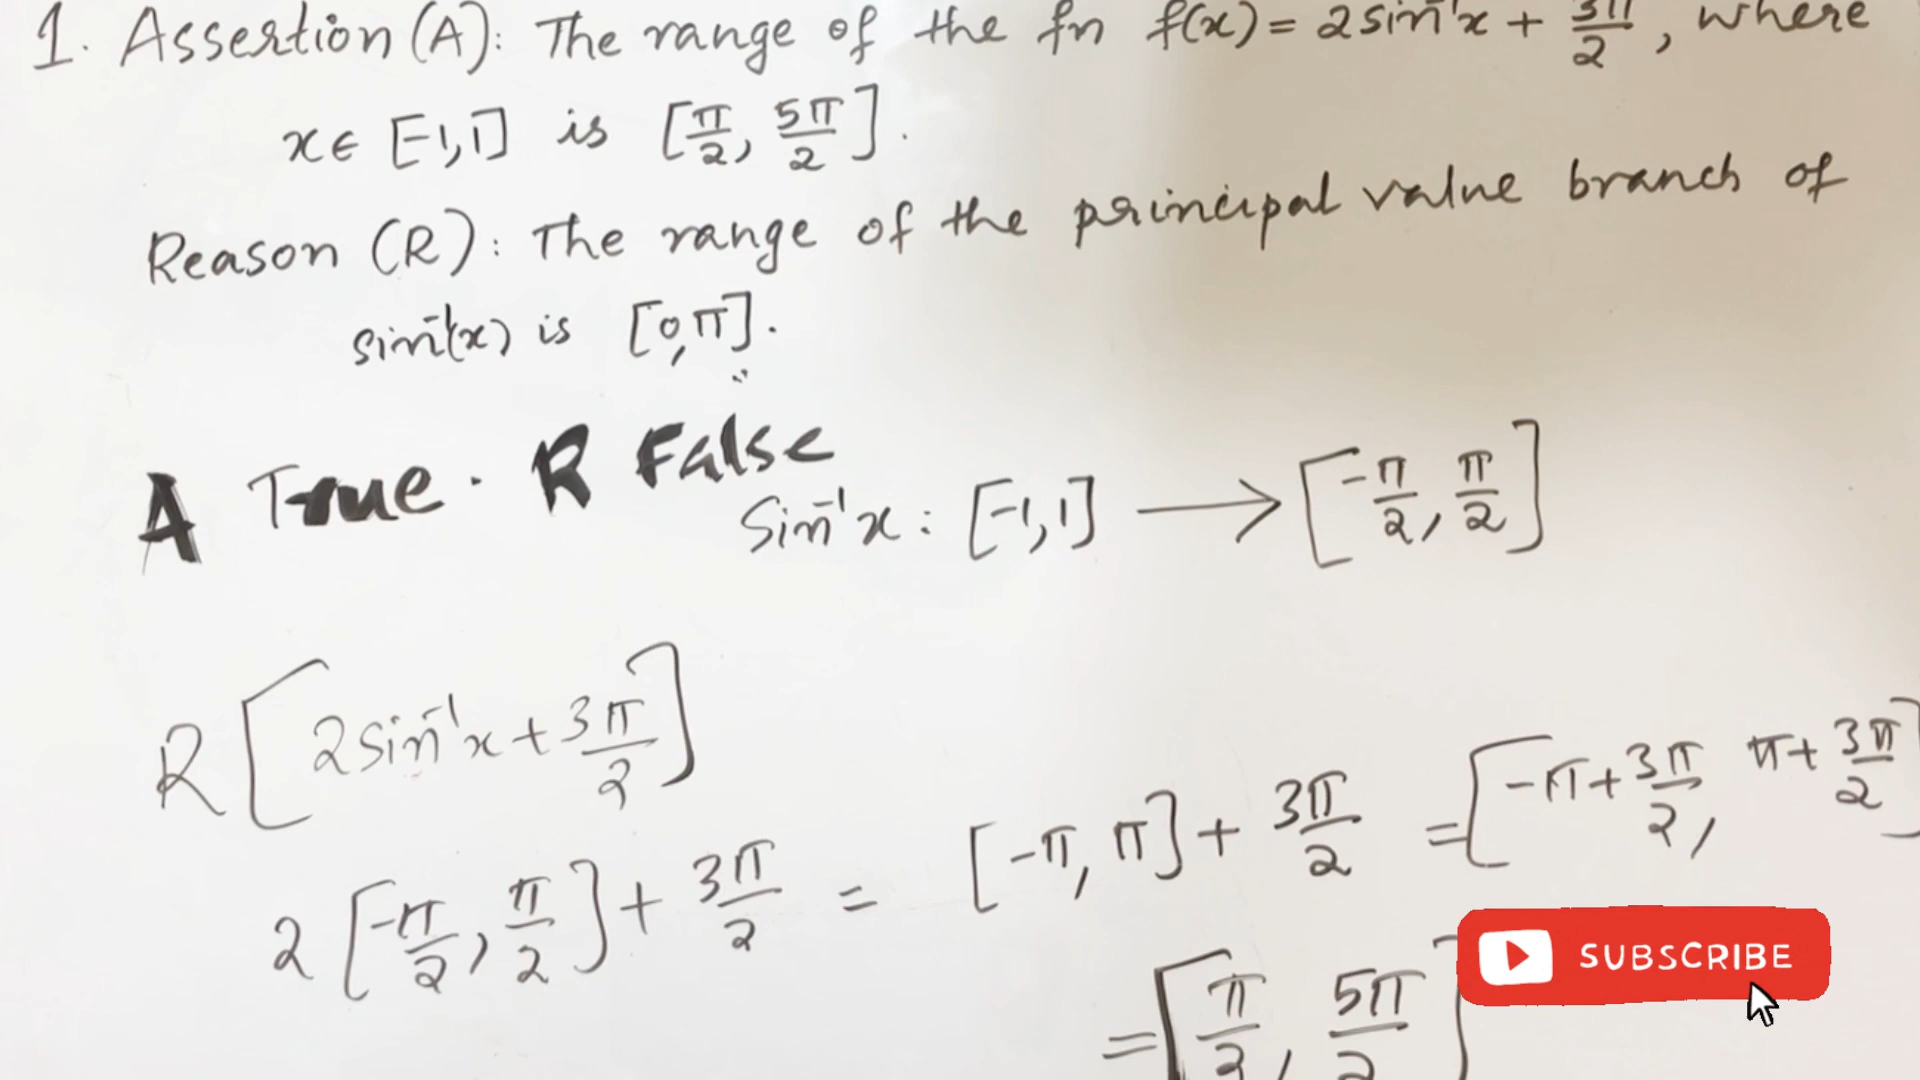 1. Assertion (A): The range of the fn f(x) = 2sin⁻¹x + 3π/2, where
x ∈ [-1,1] is [π/2, 5π/2].
Reason (R): The range of the principal value branch of
sin⁻¹(x) is [0,π].
A True. R False
Sin⁻¹x : [-1,1] → [-π/2, π/2]
R[2sin⁻¹x + 3π/2]
2[-π/2, π/2] + 3π/2 = [-π, π] + 3π/2 = [-π + 3π/2, π + 3π/2]
= [π/2, 5π/2]
SUBSCRIBE